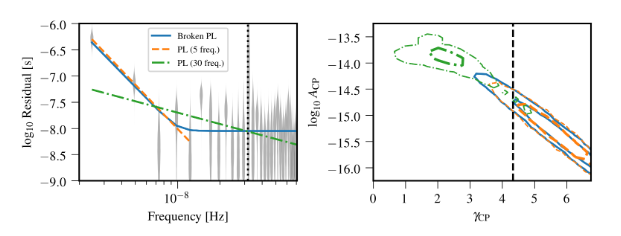 −6.0
−6.5
−7.0
−7.5
−8.0
−8.5
−9.0
log₁₀ Residual [s]
Broken PL
PL (5 freq.)
PL (30 freq.)
10⁻⁸
Frequency [Hz]
−13.5
−14.0
−14.5
−15.0
−15.5
−16.0
log₁₀ A_CP
0 1 2 3 4 5 6
γ_CP